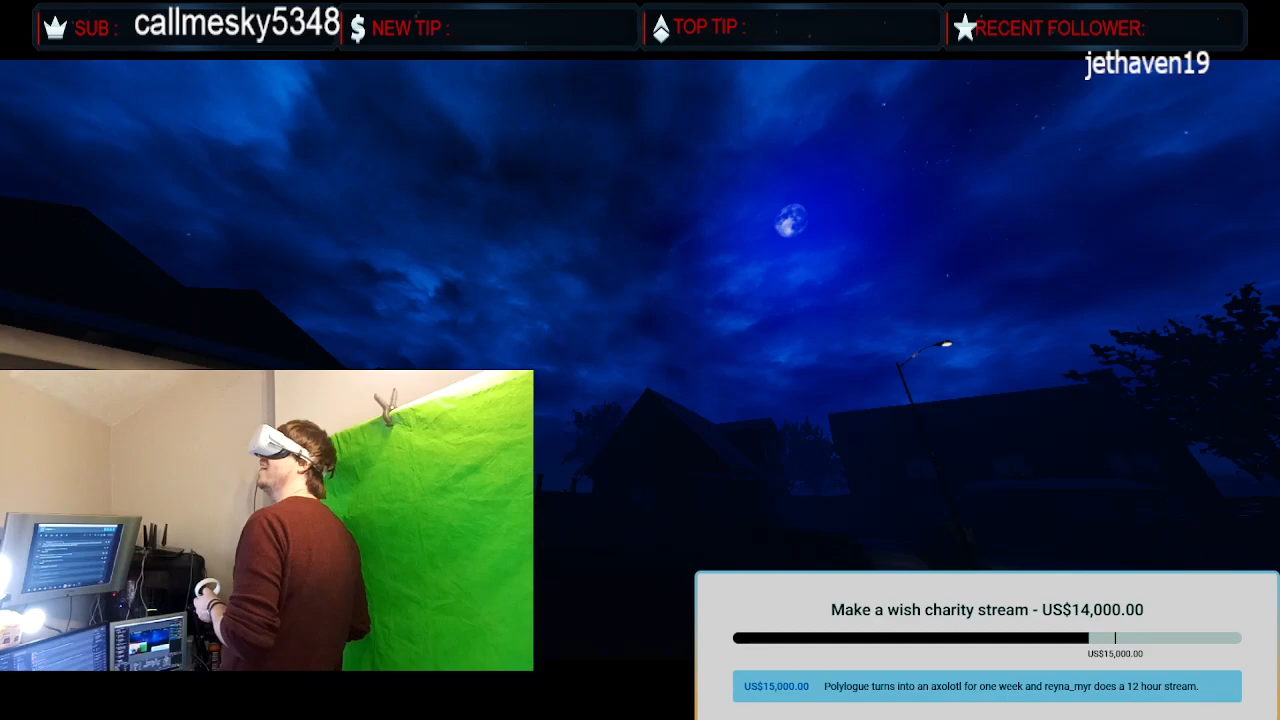 SUB : callmesky5348
NEW TIP :
TOP TIP :
RECENT FOLLOWER:
jethaven19
Make a wish charity stream - US$14,000.00
US$15,000.00
US$15,000.00 Polylogue turns into an axolotl for one week and reyna_myr does a 12 hour stream.